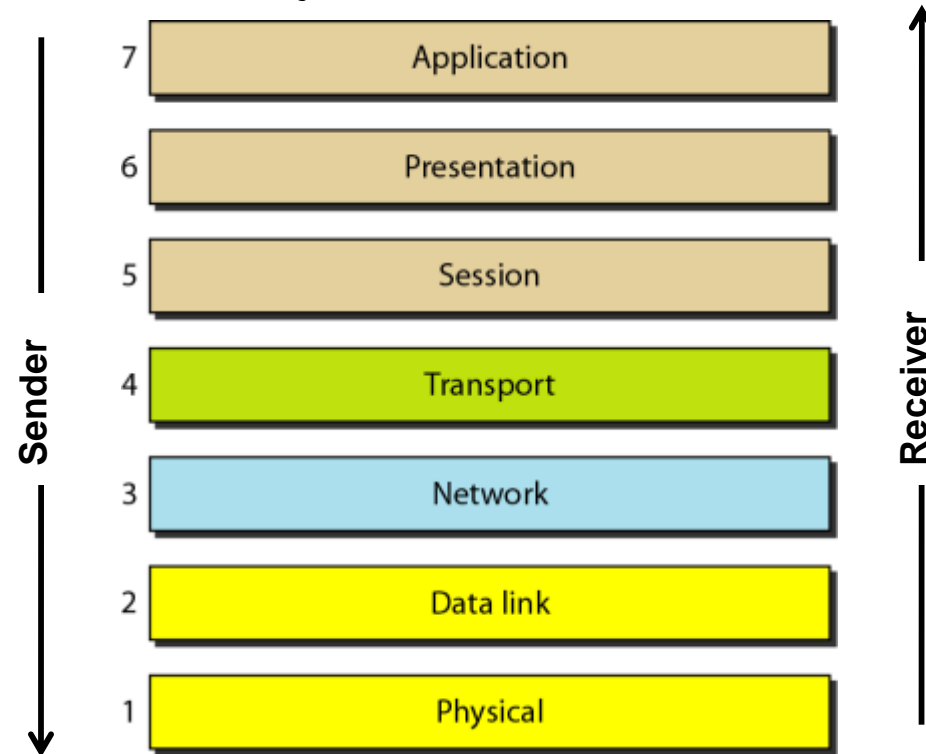 7 Application
6 Presentation
5 Session
Sender
4 Transport
Receiver
3 Network
2 Data link
1 Physical